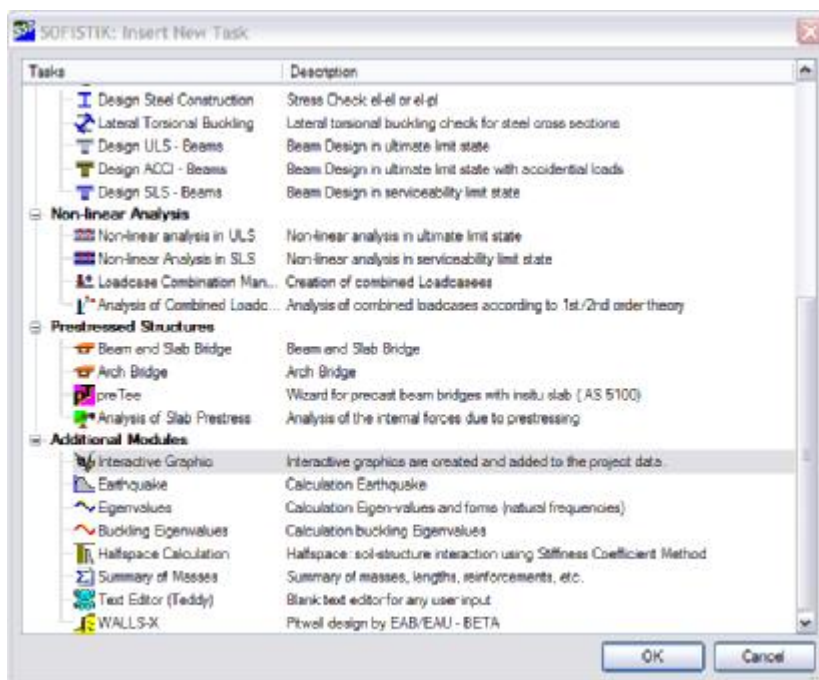 SOFiSTiK: Insert New Task
Tasks Description
Design Steel Construction Stress Check: el-el or el-pl
Lateral Torsional Buckling Lateral torsional buckling check for steel cross sections
Design ULS - Beams Beam Design in ultimate limit state
Design ACCI - Beams Beam Design in ultimate limit state with accidential loads
Design SLS - Beams Beam Design in serviceability limit state
Non-linear Analysis
Non-linear analysis in ULS Non-linear analysis in ultimate limit state
Non-linear Analysis in SLS Non-linear analysis in serviceability limit state
Loadcase Combination Man... Creation of combined Loadcasees
Analysis of Combined Loadc... Analysis of combined loadcases according to 1st/2nd order theory
Prestressed Structures
Beam and Slab Bridge Beam and Slab Bridge
Arch Bridge Arch Bridge
pT preTee Wizard for precast beam bridges with insitu slab ( AS 5100)
Analysis of Slab Prestress Analysis of the internal forces due to prestressing
Additional Modules
Interactive Graphic Interactive graphics are created and added to the project data.
Earthquake Calculation Earthquake
Eigenvalues Calculation Eigen-values and forms (natural frequencies)
Buckling Eigenvalues Calculation buckling Eigenvalues
Halfspace Calculation Halfspace: soil-structure interaction using Stiffness Coefficient Method
Summary of Masses Summary of masses, lengths, reinforcements, etc.
Text Editor (Teddy) Blank text editor for any user input
WALLS-X Pitwall design by EAB/EAU - BETA
OK Cancel